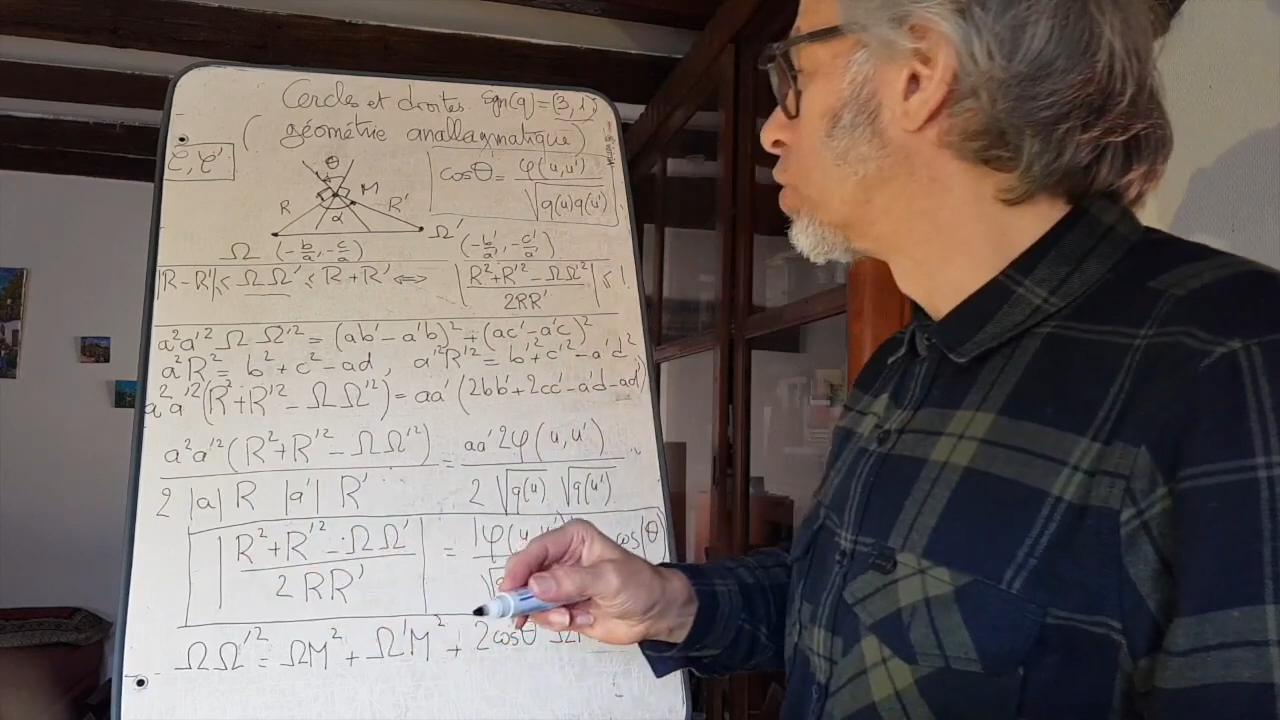 Cercles et droites. Sgn(q) = (3,1)
(géométrie anallagmatique)
C, C'
cosθ = φ(u,u') / √q(u)q(u')
θ
M
R α R'
Ω (-b/a, -c/a) Ω' (-b'/a', -c'/a')
|R-R'| ≤ ΩΩ' ≤ R+R' ⟺ |R²+R'²-ΩΩ'² / 2RR'| ≤ 1
a²a'²ΩΩ'² = (ab'-a'b)² + (ac'-a'c)²
a²R² = b²+c²-ad, a'²R'² = b'²+c'²-a'd'
a²a'²(R²+R'²-ΩΩ'²) = aa'(2bb'+2cc'-a'd-ad')
a²a'²(R²+R'²-ΩΩ'²) / 2|a|R|a'|R' = aa'2φ(u,u') / 2√q(u)√q(u')
|R²+R'²-ΩΩ' / 2RR'| = |φ(u,u')| cos(θ)
ΩΩ'² = ΩM² + Ω'M² + 2cosθ